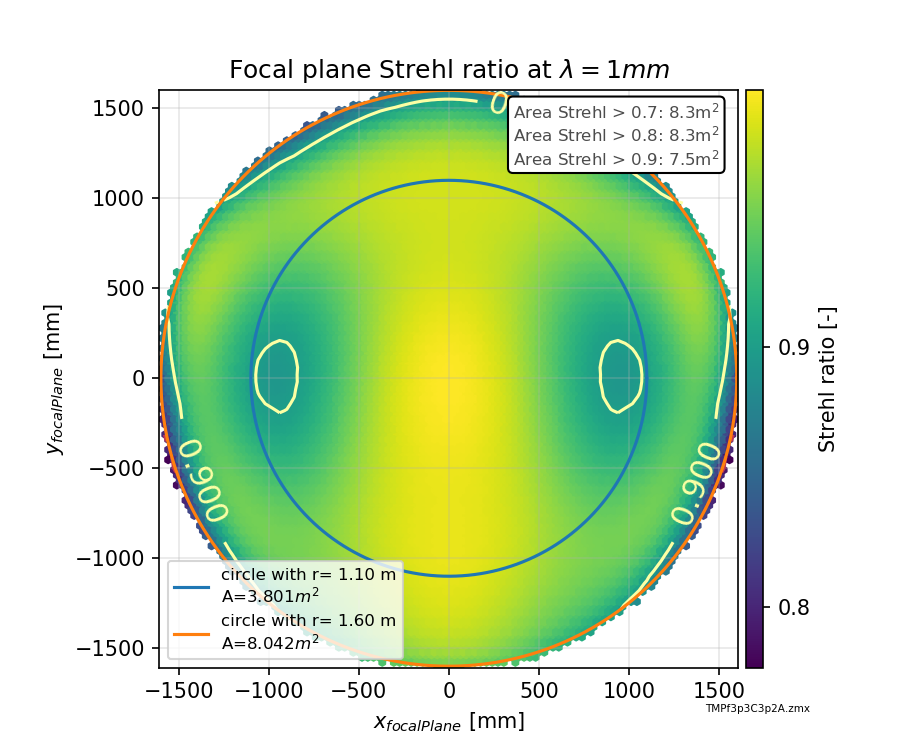 Focal plane Strehl ratio at λ = 1mm
Area Strehl > 0.7: 8.3m²
Area Strehl > 0.8: 8.3m²
Area Strehl > 0.9: 7.5m²
1500
1000
500
0
−500
−1000
−1500
y_focalPlane [mm]
0.900
0.900
circle with r= 1.10 m
A=3.801m²
circle with r= 1.60 m
A=8.042m²
−1500 −1000 −500 0 500 1000 1500
x_focalPlane [mm]
0.9
0.8
Strehl ratio [-]
TMPf3p3C3p2A.zmx